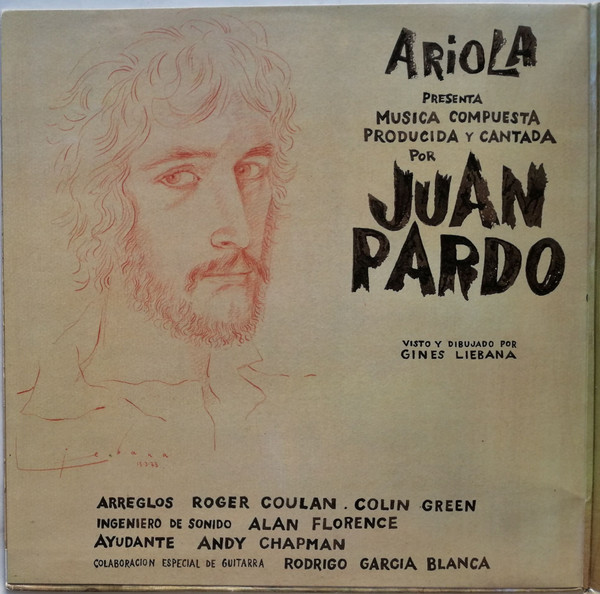 ARiOLA
PRESENTA
MUSICA COMPUESTA
PRODUCIDA Y CANTADA
POR
JUAN
PARDO
VISTO Y DIBUJADO POR
GINES LIEBANA
Liebana
ARREGLOS ROGER COULAN . COLIN GREEN
INGENIERO DE SONIDO ALAN FLORENCE
AYUDANTE ANDY CHAPMAN
COLABORACION ESPECIAL DE GUITARRA RODRIGO GARCIA BLANCA